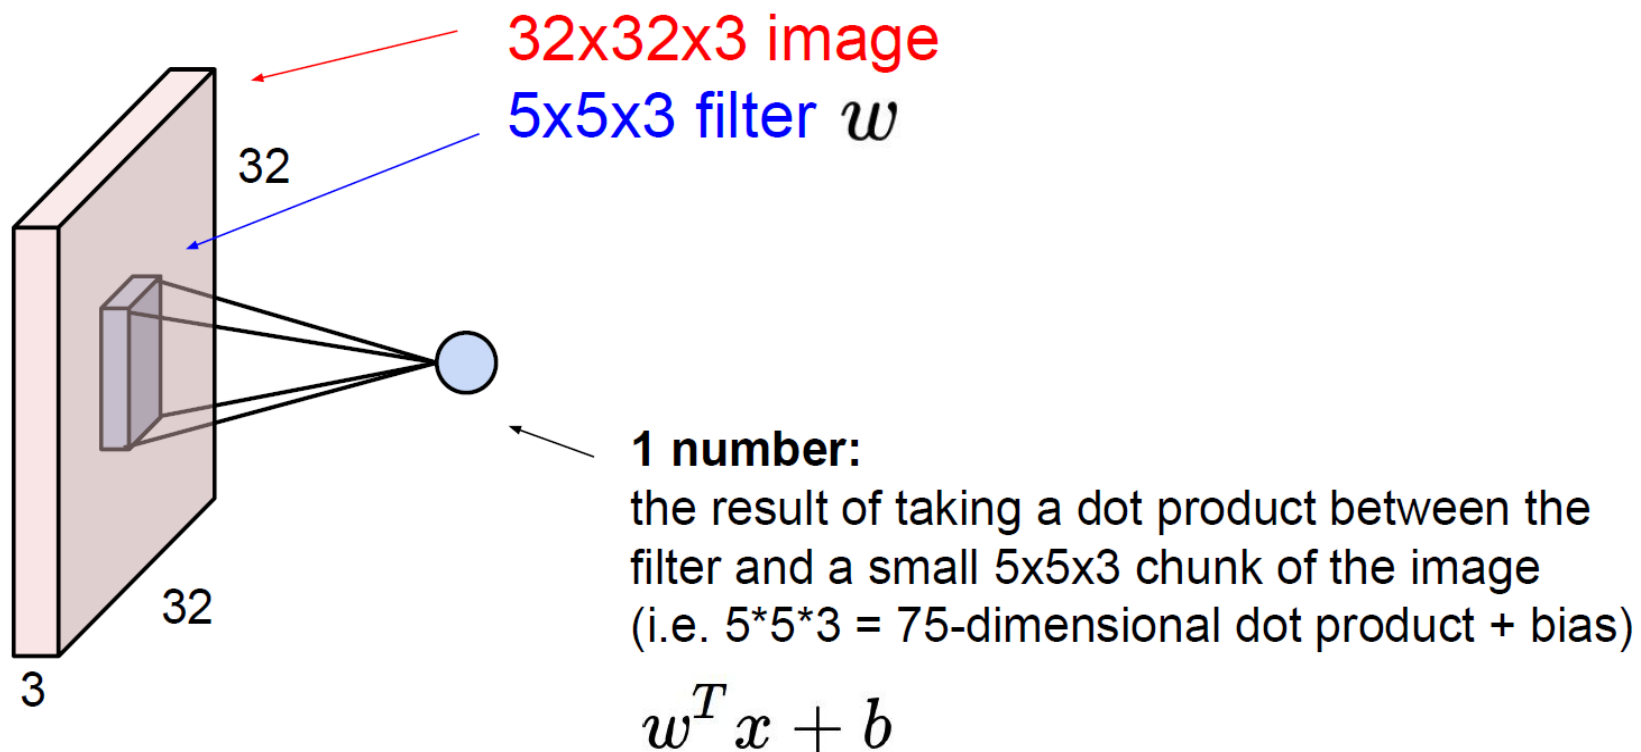 32x32x3 image
5x5x3 filter w
32
32
3
1 number:
the result of taking a dot product between the
filter and a small 5x5x3 chunk of the image
(i.e. 5*5*3 = 75-dimensional dot product + bias)
w^T x + b